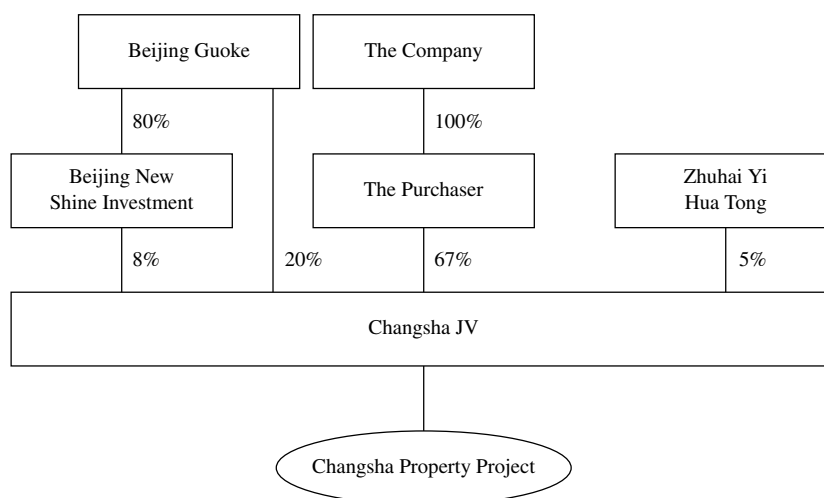 Beijing Guoke
The Company
80%
100%
Beijing New
Shine Investment
The Purchaser
Zhuhai Yi
Hua Tong
8%
20%
67%
5%
Changsha JV
Changsha Property Project